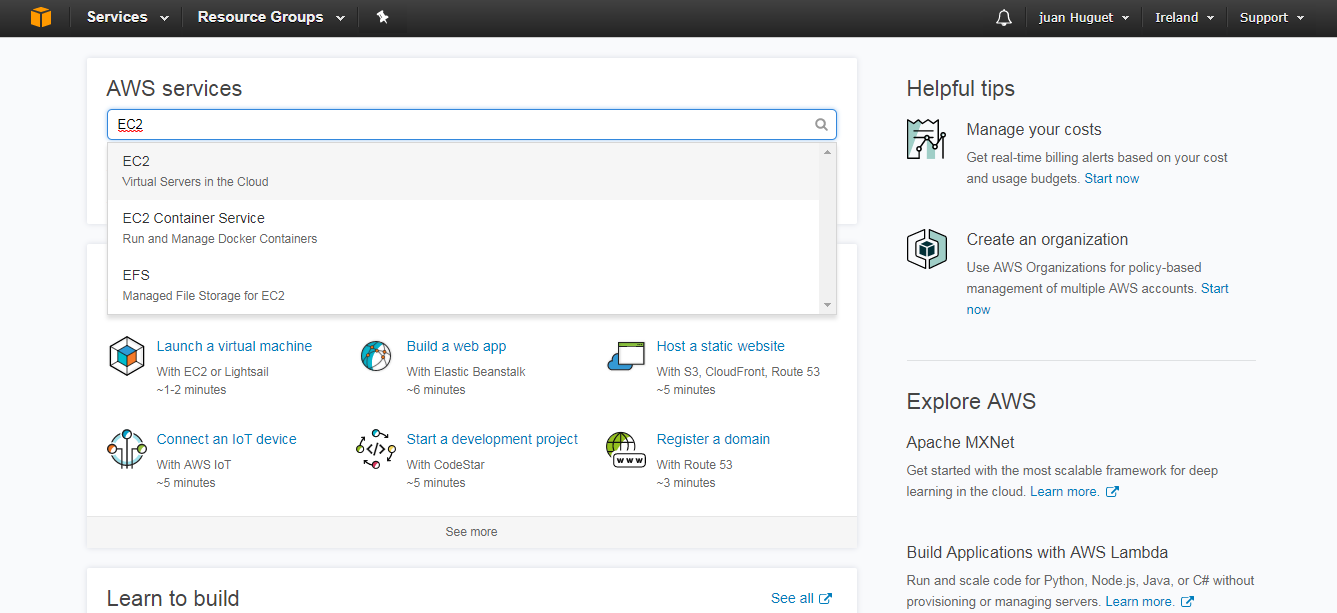 Services
Resource Groups
juan Huguet
Ireland
Support
AWS services
EC2
EC2
Virtual Servers in the Cloud
EC2 Container Service
Run and Manage Docker Containers
EFS
Managed File Storage for EC2
Launch a virtual machine
With EC2 or Lightsail
~1-2 minutes
Build a web app
With Elastic Beanstalk
~6 minutes
Host a static website
With S3, CloudFront, Route 53
~5 minutes
Connect an IoT device
With AWS IoT
~5 minutes
Start a development project
With CodeStar
~5 minutes
Register a domain
With Route 53
~3 minutes
www
See more
Learn to build
See all
Helpful tips
Manage your costs
Get real-time billing alerts based on your cost
and usage budgets. Start now
Create an organization
Use AWS Organizations for policy-based
management of multiple AWS accounts. Start
now
Explore AWS
Apache MXNet
Get started with the most scalable framework for deep
learning in the cloud. Learn more.
Build Applications with AWS Lambda
Run and scale code for Python, Node.js, Java, or C# without
provisioning or managing servers. Learn more.